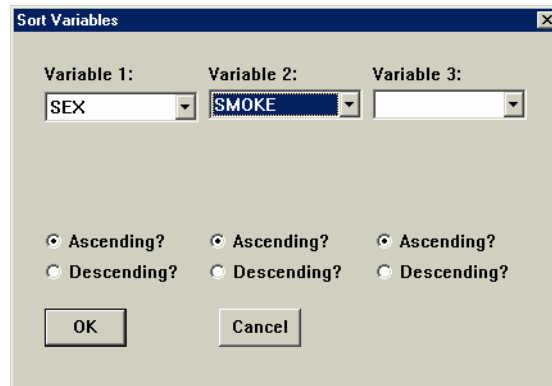 Sort Variables
Variable 1: Variable 2: Variable 3:
SEX SMOKE
Ascending? Ascending? Ascending?
Descending? Descending? Descending?
OK Cancel